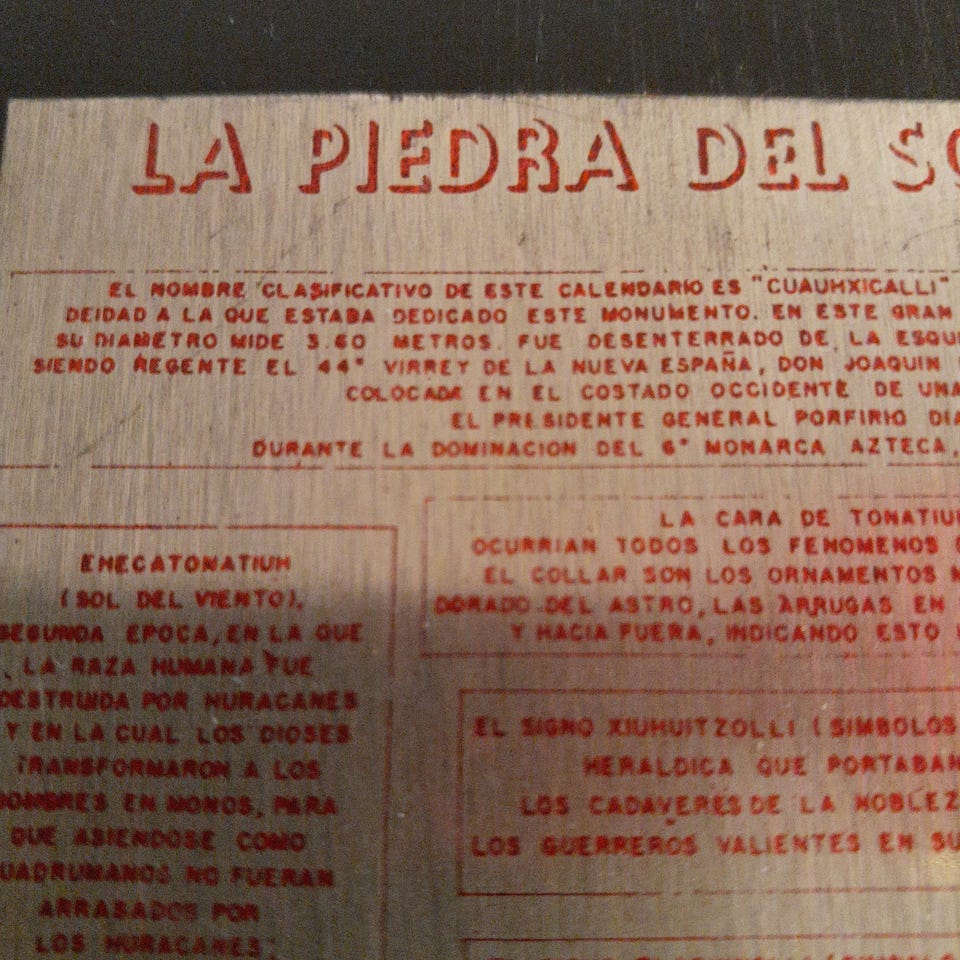 LA PIEDRA DEL SO
EL NOMBRE CLASIFICATIVO DE ESTE CALENDARIO ES "CUAUHXICALLI"
DEIDAD A LA QUE ESTABA DEDICADO ESTE MONUMENTO. EN ESTE GRAN
SU DIAMETRO MIDE 3.60 METROS. FUE DESENTERRADO DE LA ESQU
SIENDO REGENTE EL 44° VIRREY DE LA NUEVA ESPAÑA, DON JOAQUIN
COLOCADA EN EL COSTADO OCCIDENTE DE UNA
EL PRESIDENTE GENERAL PORFIRIO DIA
DURANTE LA DOMINACION DEL 6° MONARCA AZTECA,
EHECATONATIUH
(SOL DEL VIENTO).
SEGUNDA EPOCA, EN LA QUE
LA RAZA HUMANA FUE
DESTRUIDA POR HURACANES
Y EN LA CUAL LOS DIOSES
TRANSFORMARON A LOS
HOMBRES EN MONOS, PARA
QUE ASIENDOSE COMO
CUADRUMANOS NO FUERAN
ARRASADOS POR
LOS HURACANES;
LA CARA DE TONATIU
OCURRIAN TODOS LOS FENOMENOS
EL COLLAR SON LOS ORNAMENTOS
DORADO DEL ASTRO, LAS ARRUGAS EN
Y HACIA FUERA, INDICANDO ESTO
EL SIGNO XIUHUITZOLLI (SIMBOLOS
HERALDICA QUE PORTABAN
LOS CADAVERES DE LA NOBLEZ
LOS GUERREROS VALIENTES EN SU